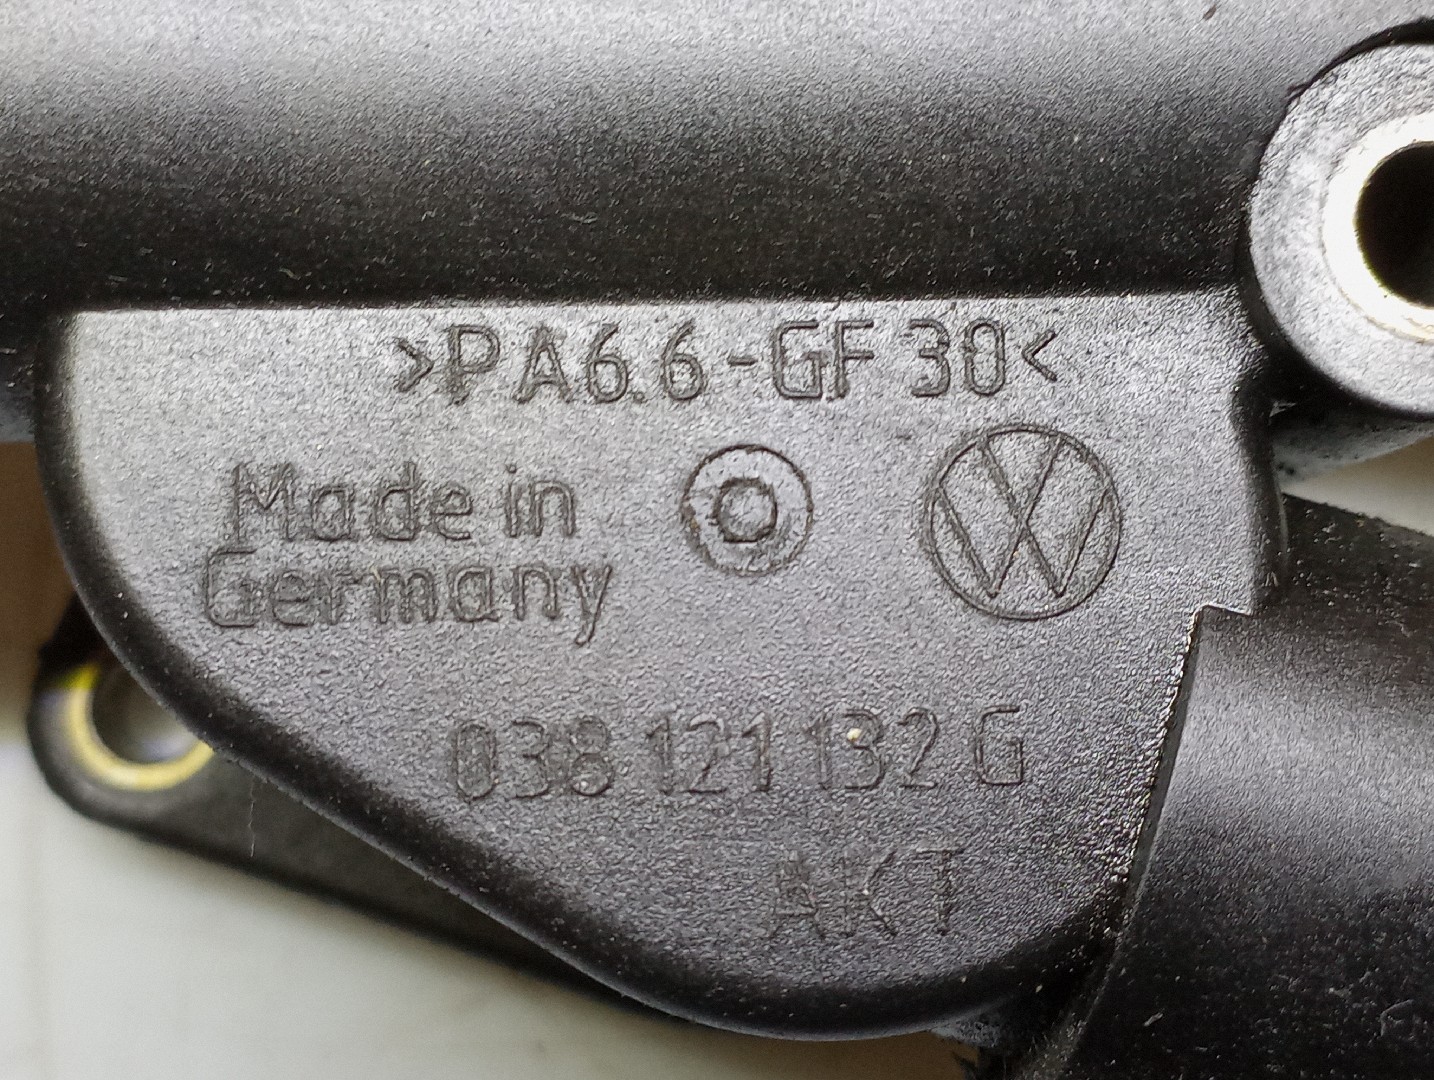 >PA6.6-GF30<
Made in
Germany
038 121 132 G
AKT